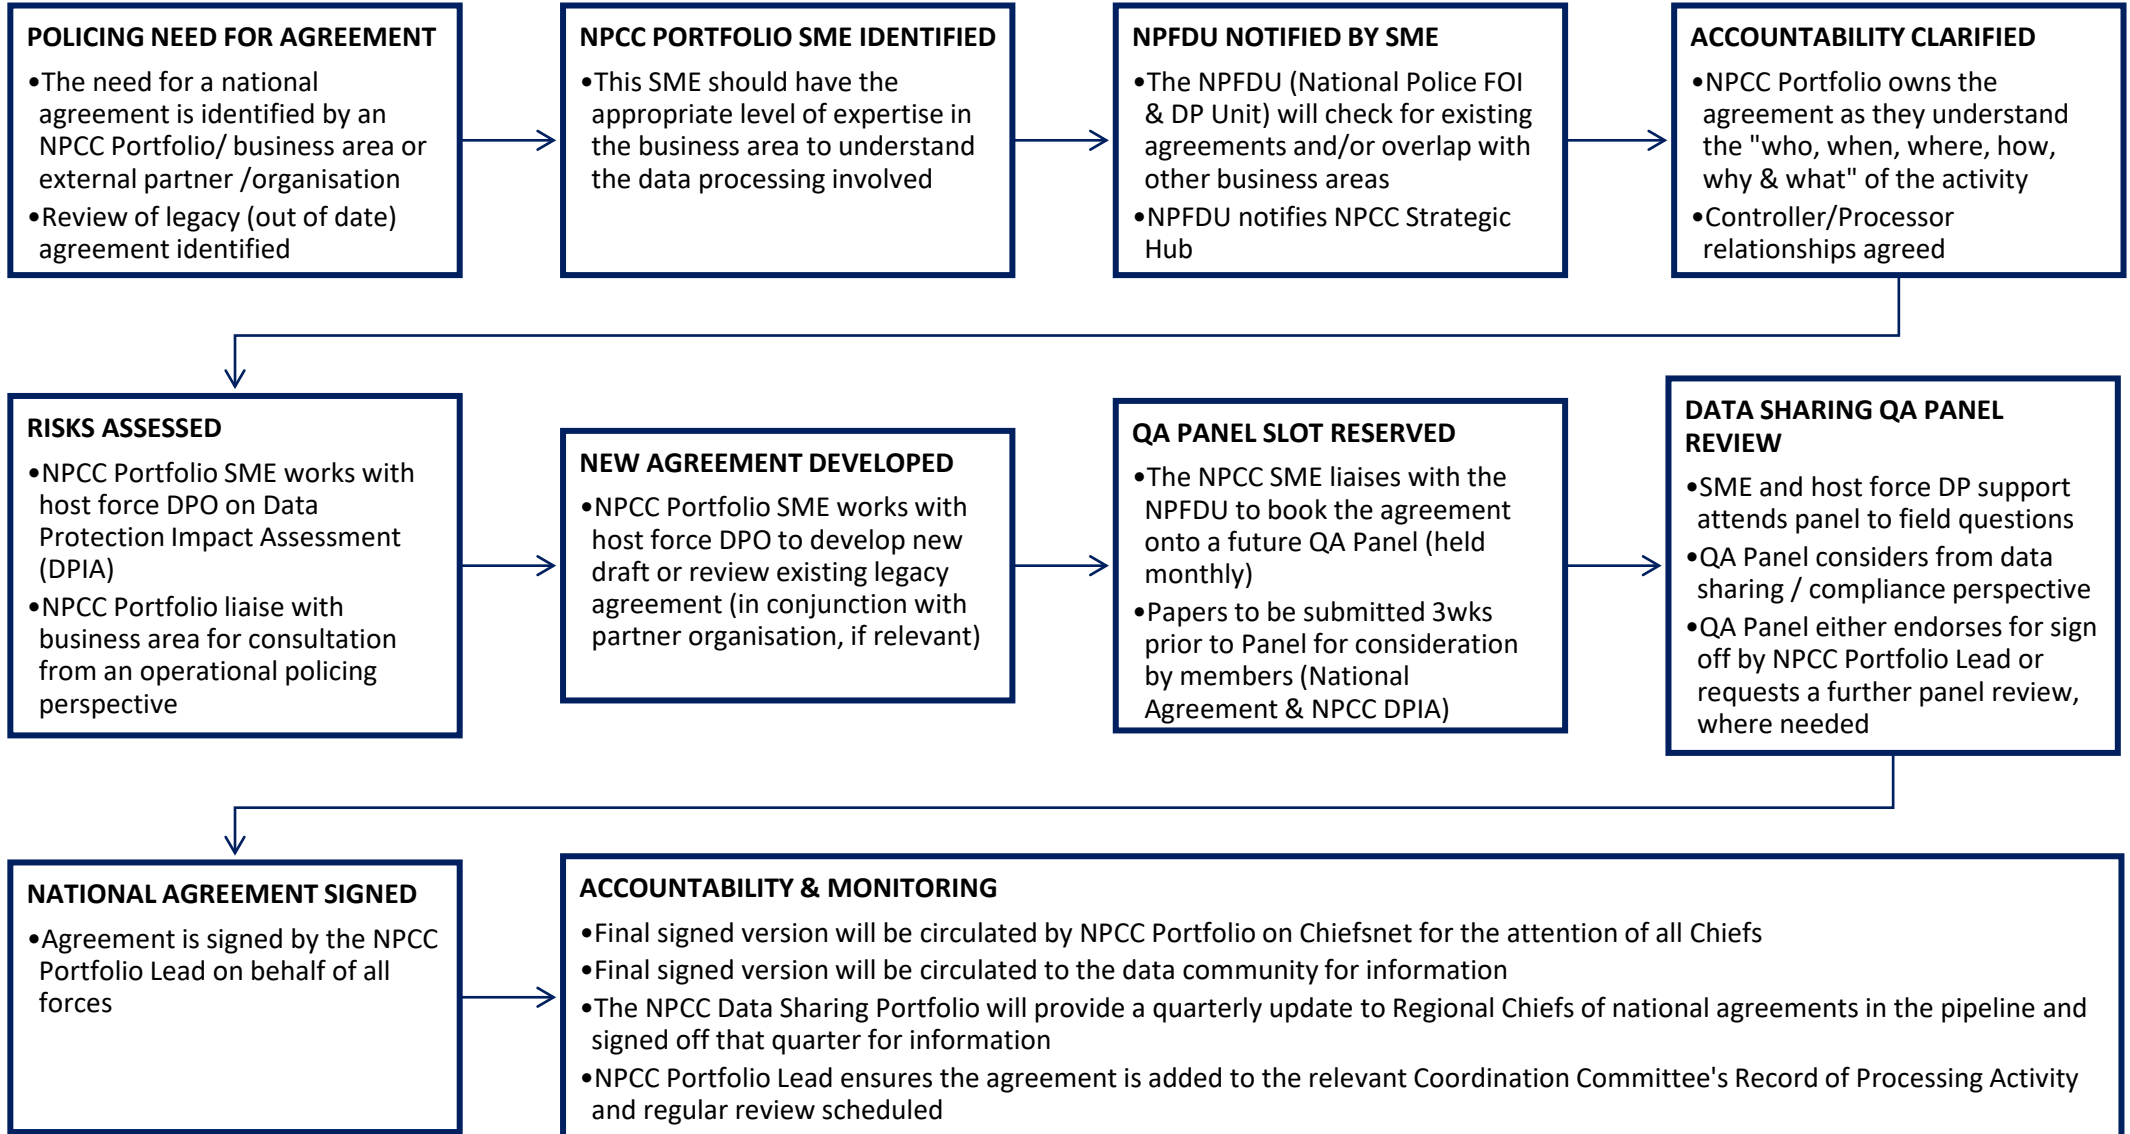 POLICING NEED FOR AGREEMENT
•The need for a national
agreement is identified by an
NPCC Portfolio/ business area or
external partner /organisation
•Review of legacy (out of date)
agreement identified
NPCC PORTFOLIO SME IDENTIFIED
•This SME should have the
appropriate level of expertise in
the business area to understand
the data processing involved
NPFDU NOTIFIED BY SME
•The NPFDU (National Police FOI
& DP Unit) will check for existing
agreements and/or overlap with
other business areas
•NPFDU notifies NPCC Strategic
Hub
ACCOUNTABILITY CLARIFIED
•NPCC Portfolio owns the
agreement as they understand
the "who, when, where, how,
why & what" of the activity
•Controller/Processor
relationships agreed
RISKS ASSESSED
•NPCC Portfolio SME works with
host force DPO on Data
Protection Impact Assessment
(DPIA)
•NPCC Portfolio liaise with
business area for consultation
from an operational policing
perspective
NEW AGREEMENT DEVELOPED
•NPCC Portfolio SME works with
host force DPO to develop new
draft or review existing legacy
agreement (in conjunction with
partner organisation, if relevant)
QA PANEL SLOT RESERVED
•The NPCC SME liaises with the
NPFDU to book the agreement
onto a future QA Panel (held
monthly)
•Papers to be submitted 3wks
prior to Panel for consideration
by members (National
Agreement & NPCC DPIA)
DATA SHARING QA PANEL
REVIEW
•SME and host force DP support
attends panel to field questions
•QA Panel considers from data
sharing / compliance perspective
•QA Panel either endorses for sign
off by NPCC Portfolio Lead or
requests a further panel review,
where needed
NATIONAL AGREEMENT SIGNED
•Agreement is signed by the NPCC
Portfolio Lead on behalf of all
forces
ACCOUNTABILITY & MONITORING
•Final signed version will be circulated by NPCC Portfolio on Chiefsnet for the attention of all Chiefs
•Final signed version will be circulated to the data community for information
•The NPCC Data Sharing Portfolio will provide a quarterly update to Regional Chiefs of national agreements in the pipeline and
signed off that quarter for information
•NPCC Portfolio Lead ensures the agreement is added to the relevant Coordination Committee's Record of Processing Activity
and regular review scheduled